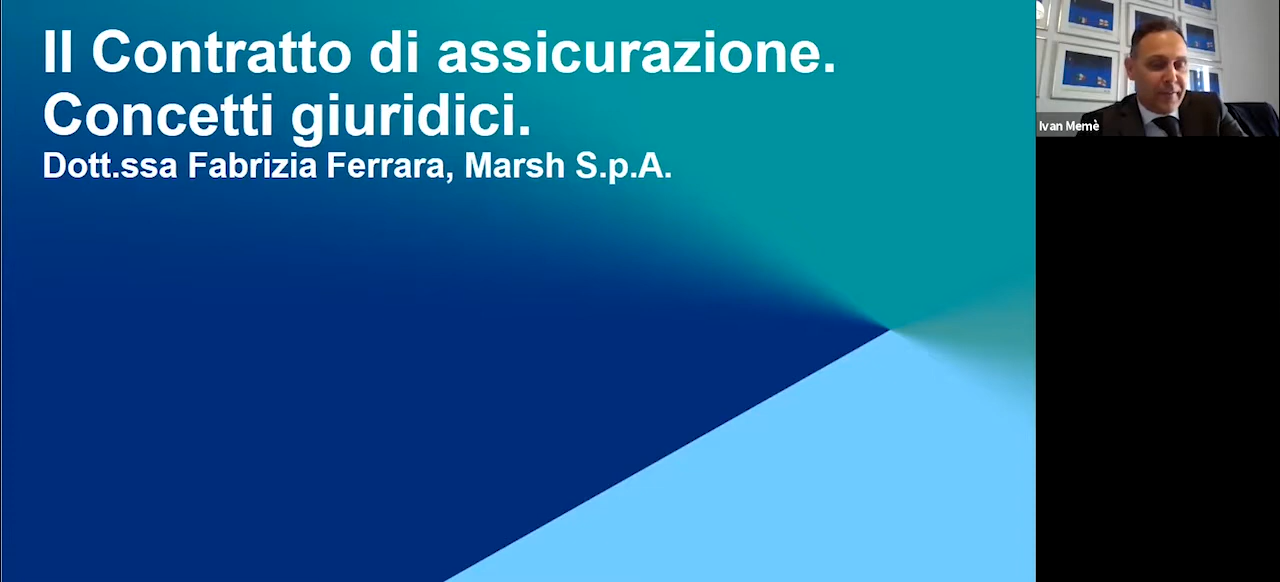 Il Contratto di assicurazione.
Concetti giuridici.
Dott.ssa Fabrizia Ferrara, Marsh S.p.A.
Ivan Memè